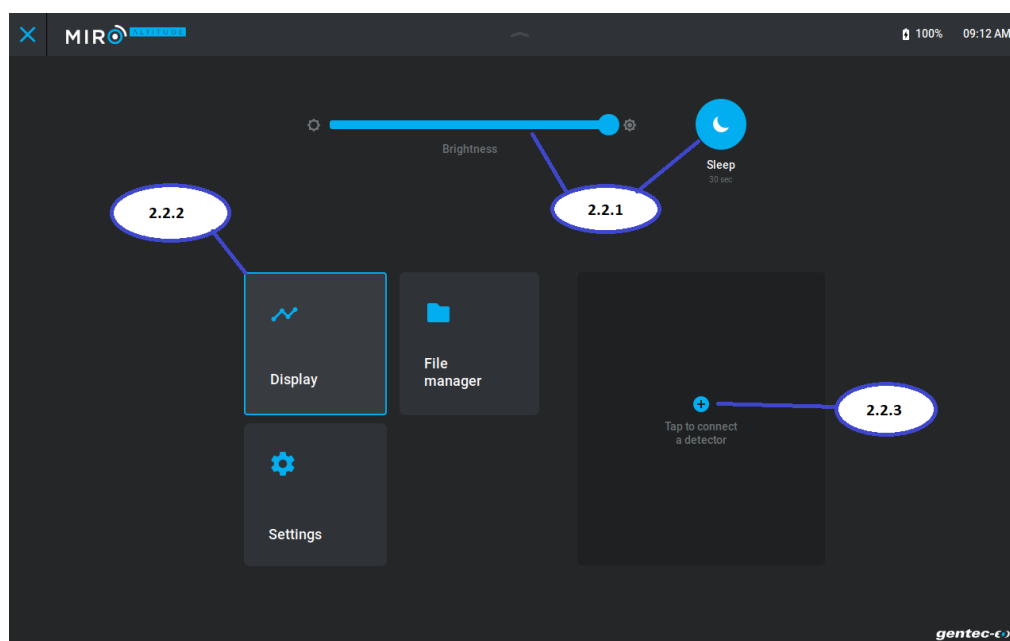 MIRO ALTITUDE
100% 09:12 AM
Brightness
Sleep
30 sec
2.2.1
2.2.2
Display
File
manager
2.2.3
Tap to connect
a detector
Settings
gentec-eo